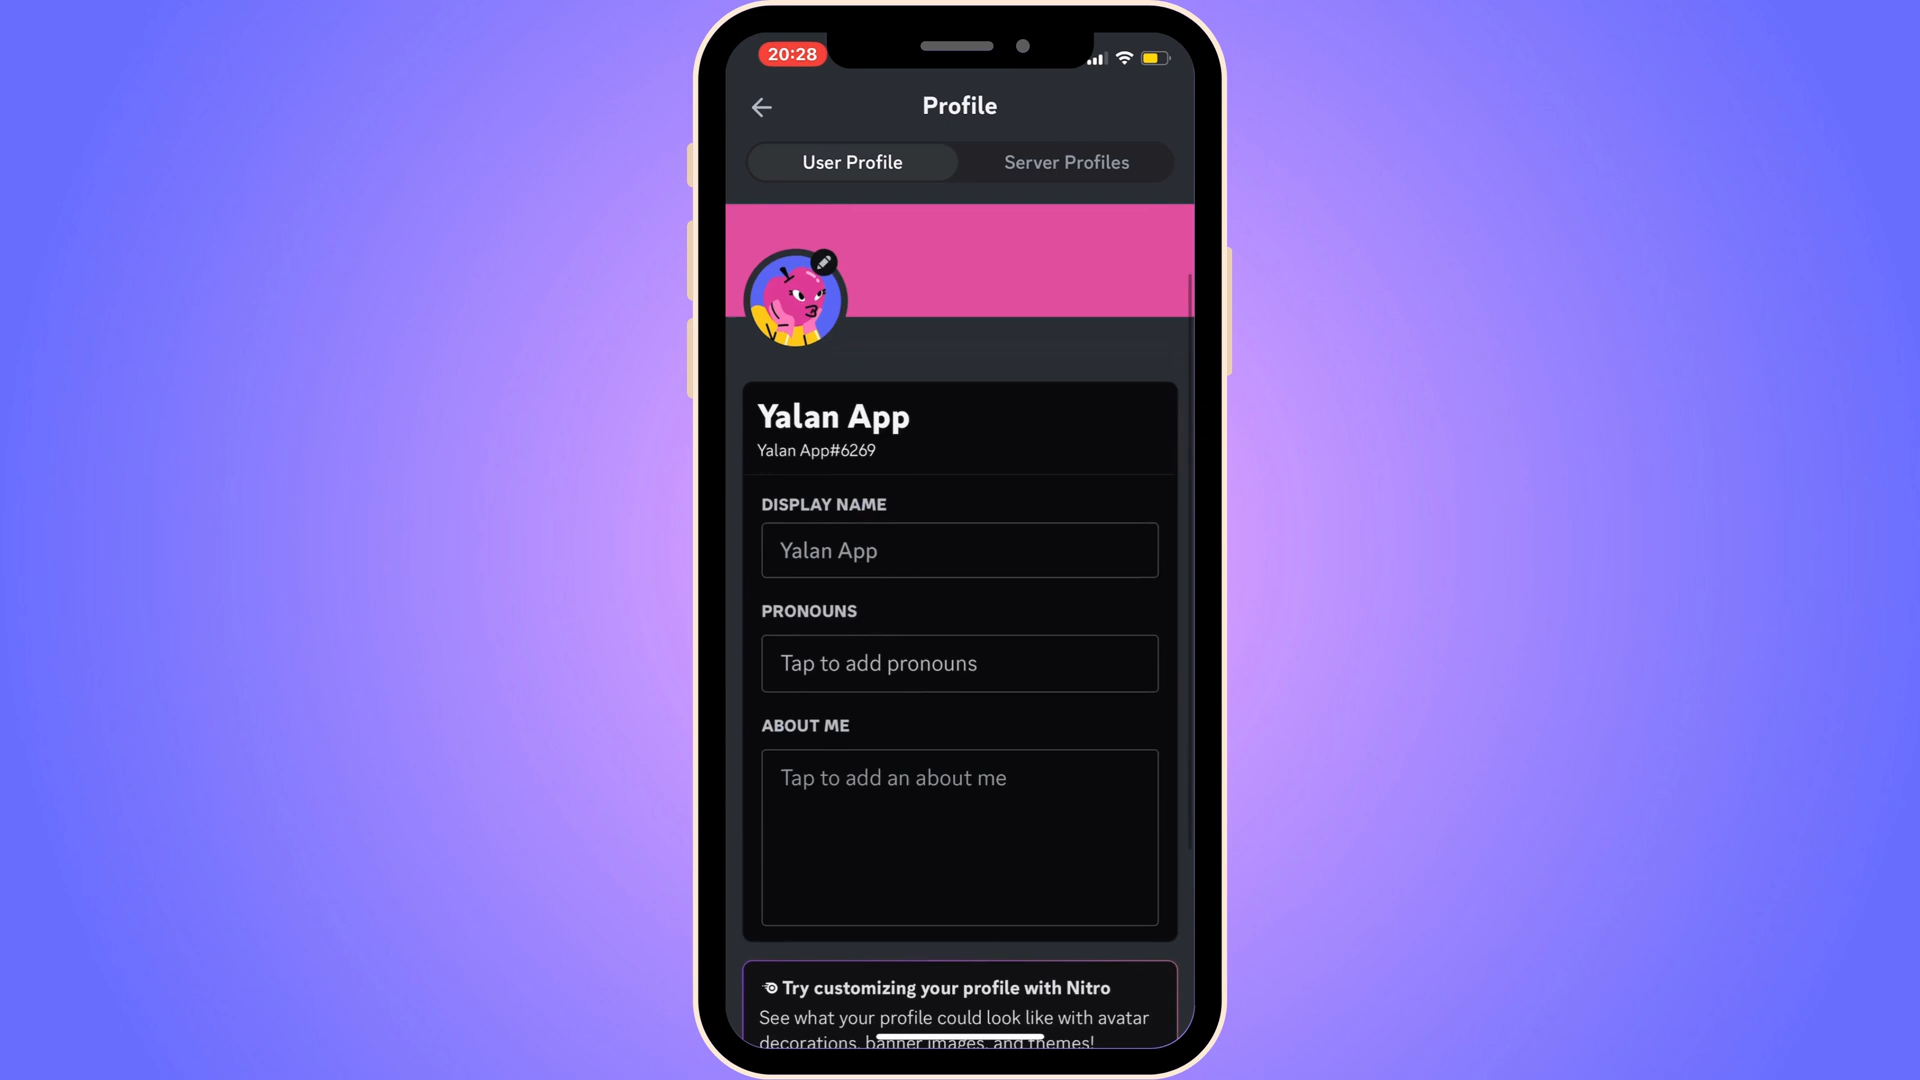 20:28
Profile
User Profile
Server Profiles
Yalan App
Yalan App#6269
DISPLAY NAME
Yalan App
PRONOUNS
Tap to add pronouns
ABOUT ME
Tap to add an about me
Try customizing your profile with Nitro
See what your profile could look like with avatar
decorations, banner images, and themes!